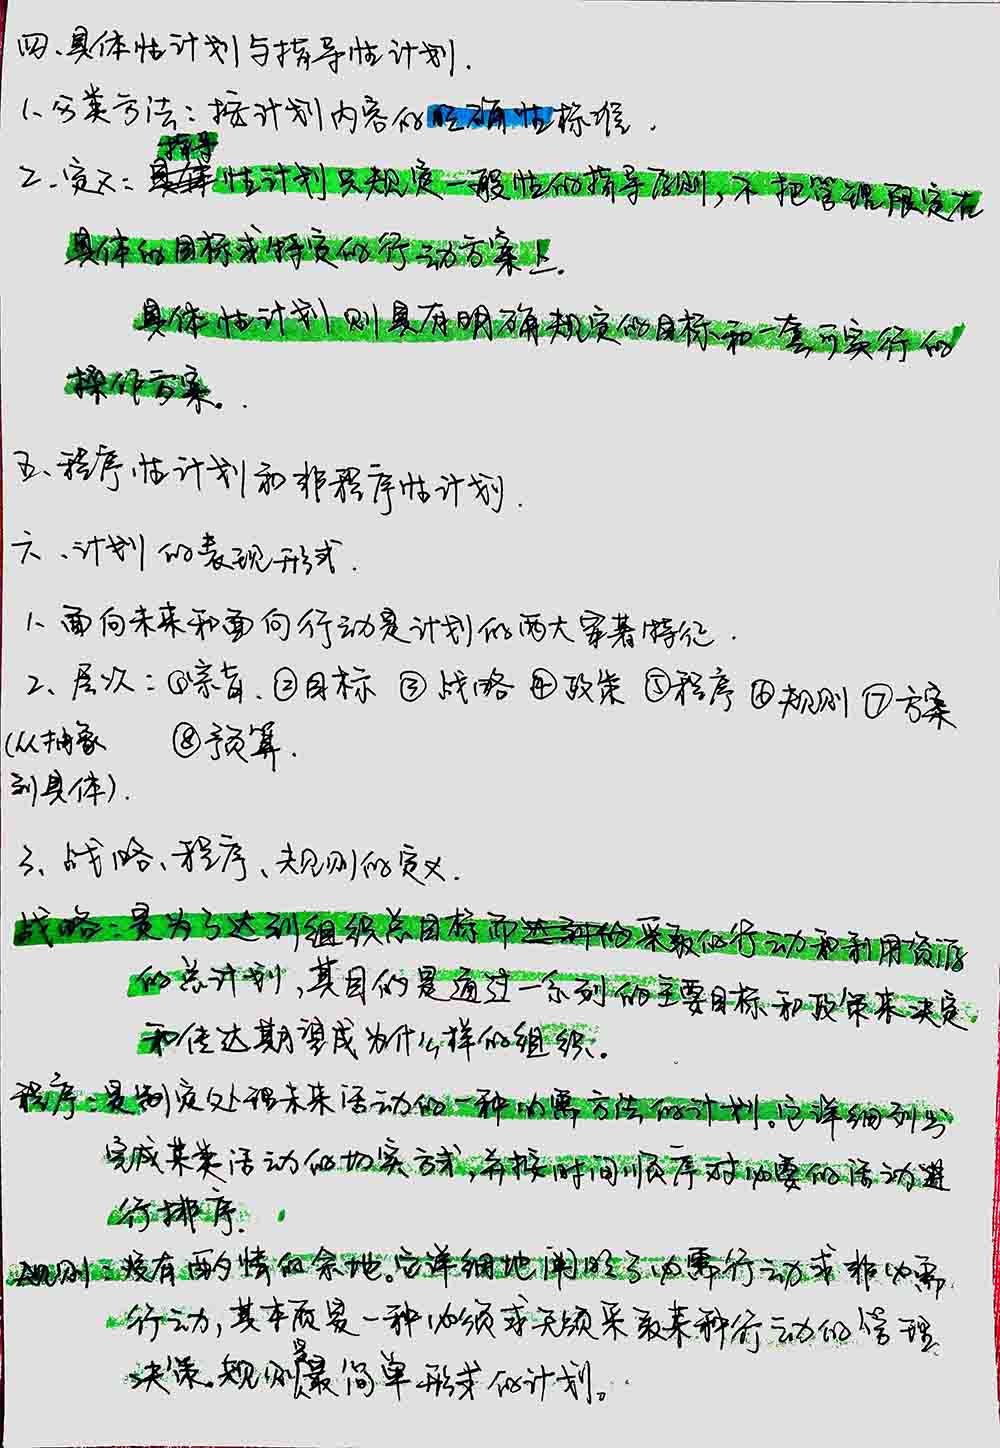 四、具体性计划与指导性计划.
1、分类方法：按计划内容的明确性标准.
指导
2、定义：具体性计划只规定一般性的指导原则,不把管理限定在
具体的目标或特定的行动方案上.
具体性计划则具有明确规定的目标和一套可实行的
操作方案.
五、程序性计划和非程序性计划.
六、计划的表现形式.
1、面向未来和面向行动是计划的两大显著特征.
2、层次：①宗旨、②目标 ③战略 ④政策 ⑤程序 ⑥规则 ⑦方案
(从抽象 ⑧预算.
到具体).
3、战略、程序、规则的定义.
战略：是为了达到组织总目标而采取的行动和利用资源
的总计划,其目的是通过一系列的主要目标和政策来决定
和传达期望成为什么样的组织.
程序：是制定处理未来活动的一种必需方法的计划。它详细列出
完成某类活动的切实方式,并按时间顺序对必要的活动进
行排序.
规则：没有酌情的余地。它详细地阐明了必需行动或非必需
行动,其本质是一种必须或无须采取某种行动的管理
决策。规则是最简单形式的计划。